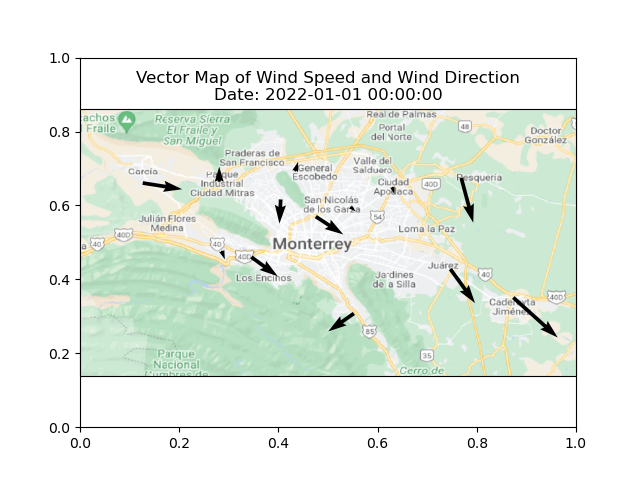 Vector Map of Wind Speed and Wind Direction
Date: 2022-01-01 00:00:00
1.0
0.8
0.6
0.4
0.2
0.0
0.0 0.2 0.4 0.6 0.8 1.0
achos
Fraile
Reserva Sierra
El Fraile y
San Miguel
Real de Palmas
Portal
del Norte
48
Doctor
González
Praderas de
San Francisco
General
Escobedo
Valle del
Salduero
García
Parque
Industrial
Ciudad Mitras
Ciudad
Apodaca
40D
Pesquería
San Nicolás
de los Garza
54
Julián Flores
Medina
Loma la Paz
40
40D
40
40D
Monterrey
Los Encinos
Jardines
de la Silla
Juárez
40
Cadereyta
Jiménez
40D
85
35
Parque
Nacional
Cumbres de
Cerro de